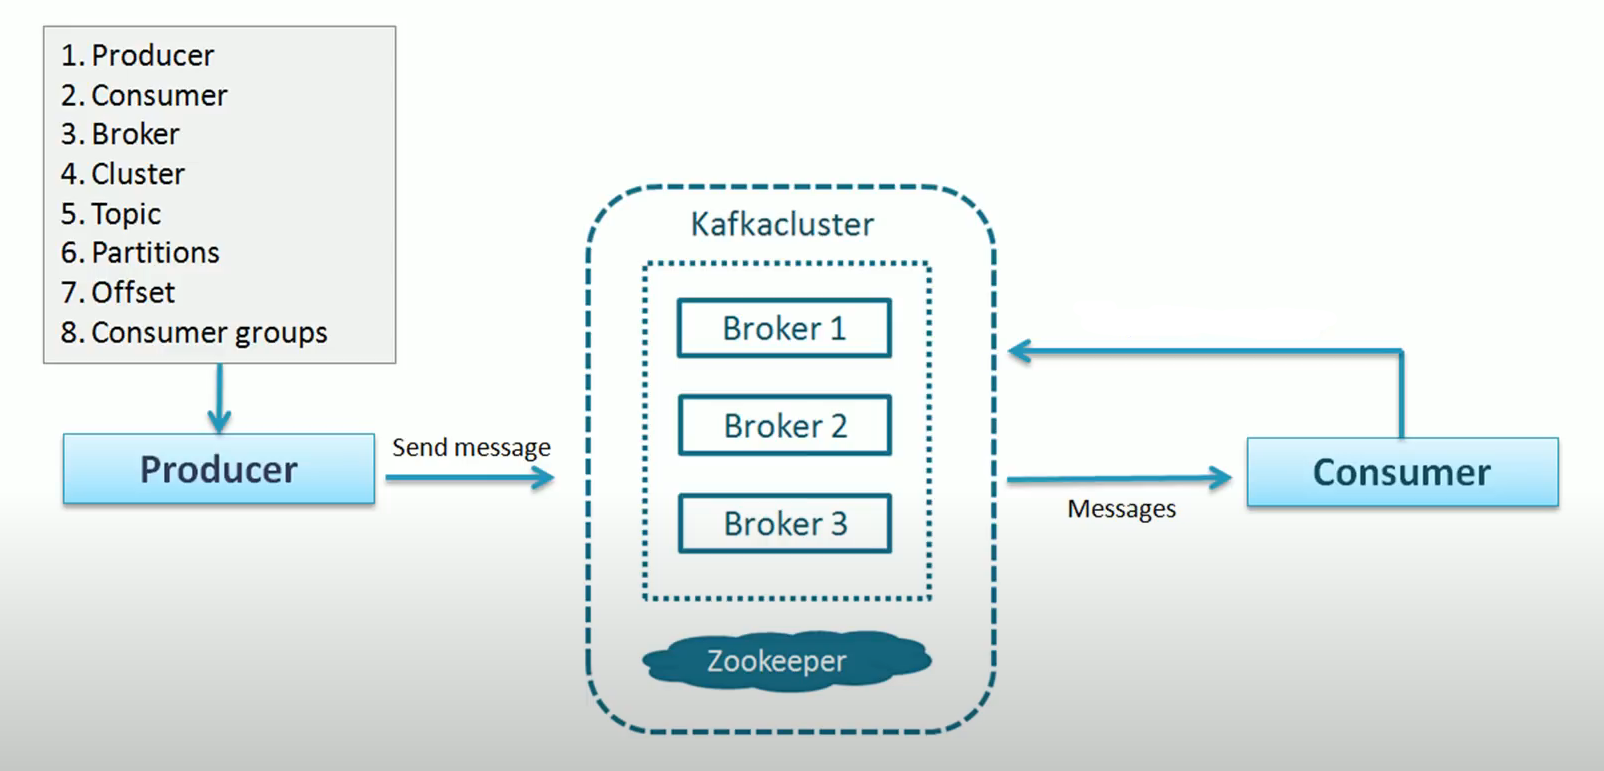 1. Producer
2. Consumer
3. Broker
4. Cluster
5. Topic
6. Partitions
7. Offset
8. Consumer groups
Producer
Send message
Kafkacluster
Broker 1
Broker 2
Broker 3
Zookeeper
Messages
Consumer